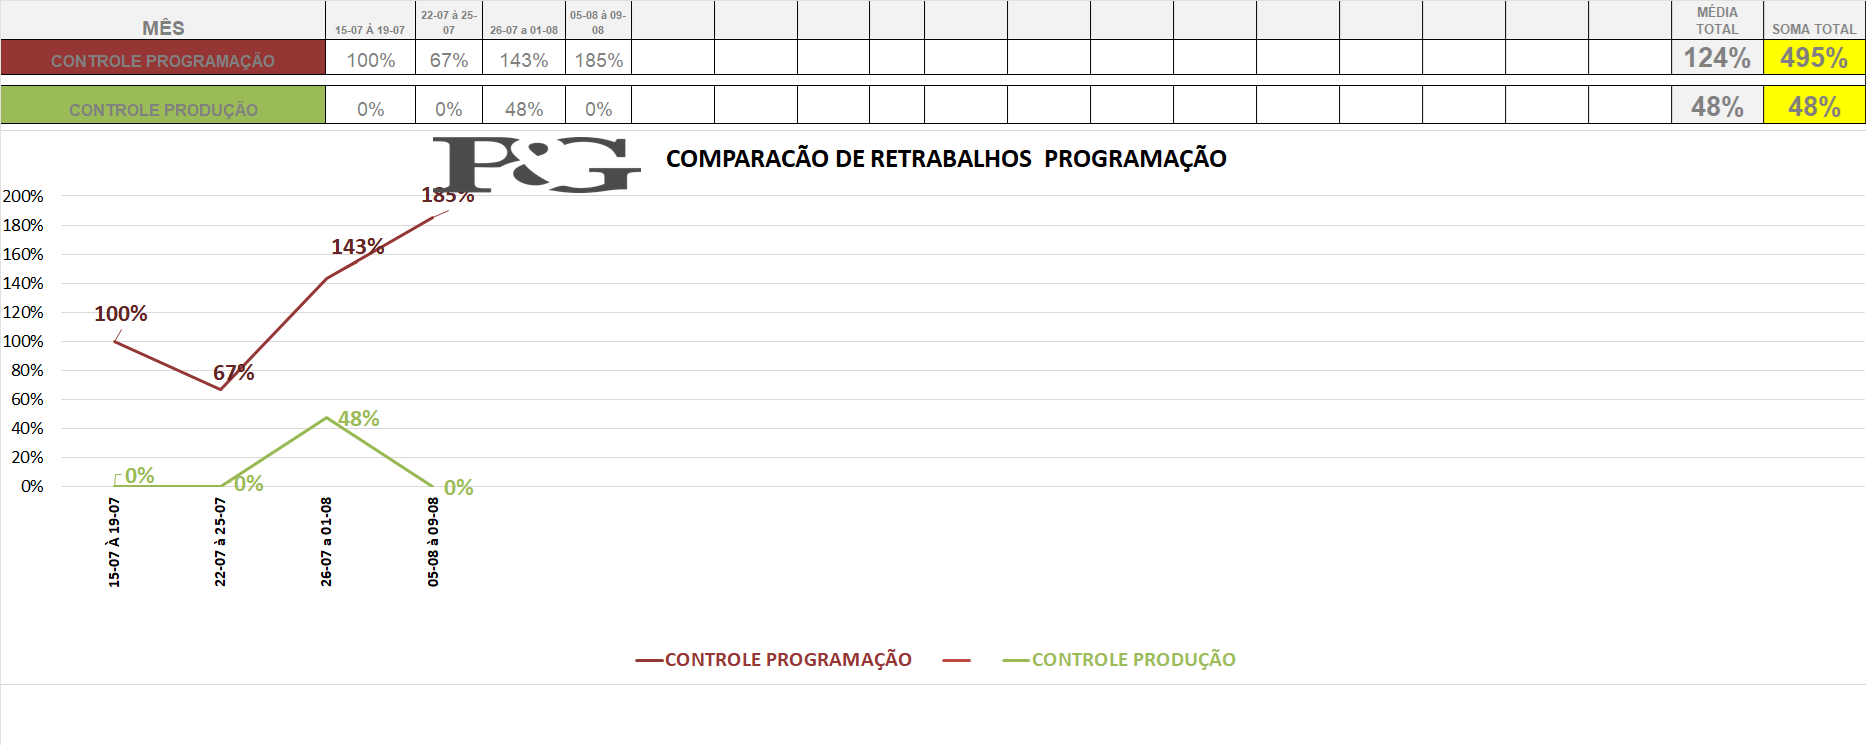 MÊS 15-07 À 19-07 22-07 à 25-07 26-07 a 01-08 05-08 à 09-08 MÉDIA TOTAL SOMA TOTAL
CONTROLE PROGRAMAÇÃO 100% 67% 143% 185% 124% 495%
CONTROLE PRODUÇÃO 0% 0% 48% 0% 48% 48%
P&G
COMPARACÃO DE RETRABALHOS PROGRAMAÇÃO
200%
180%
160%
140%
120%
100%
80%
60%
40%
20%
0%
185%
143%
100%
67%
48%
0%
0%
0%
15-07 À 19-07
22-07 à 25-07
26-07 a 01-08
05-08 à 09-08
CONTROLE PROGRAMAÇÃO CONTROLE PRODUÇÃO